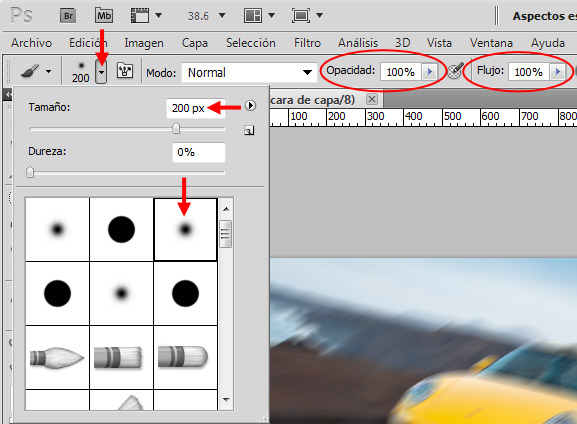 Ps Br Mb 38.6 Aspectos es
Archivo Edición Imagen Capa Selección Filtro Análisis 3D Vista Ventana Ayuda
200 Modo: Normal Opacidad: 100% Flujo: 100%
Tamaño: 200 px cara de capa/8)
100 200 300 400 500 600 700 800
Dureza: 0%